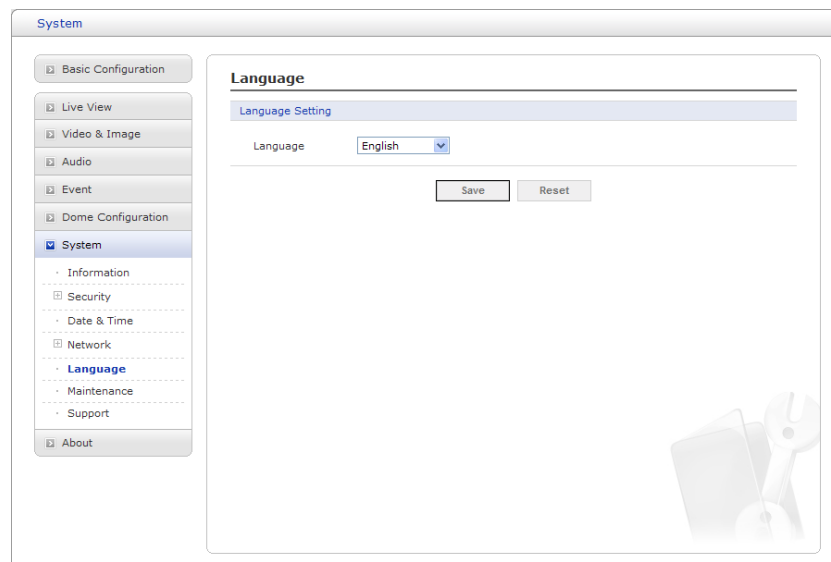 System
Basic Configuration
Live View
Video & Image
Audio
Event
Dome Configuration
System
Information
Security
Date & Time
Network
Language
Maintenance
Support
About
Language
Language Setting
Language English
Save Reset